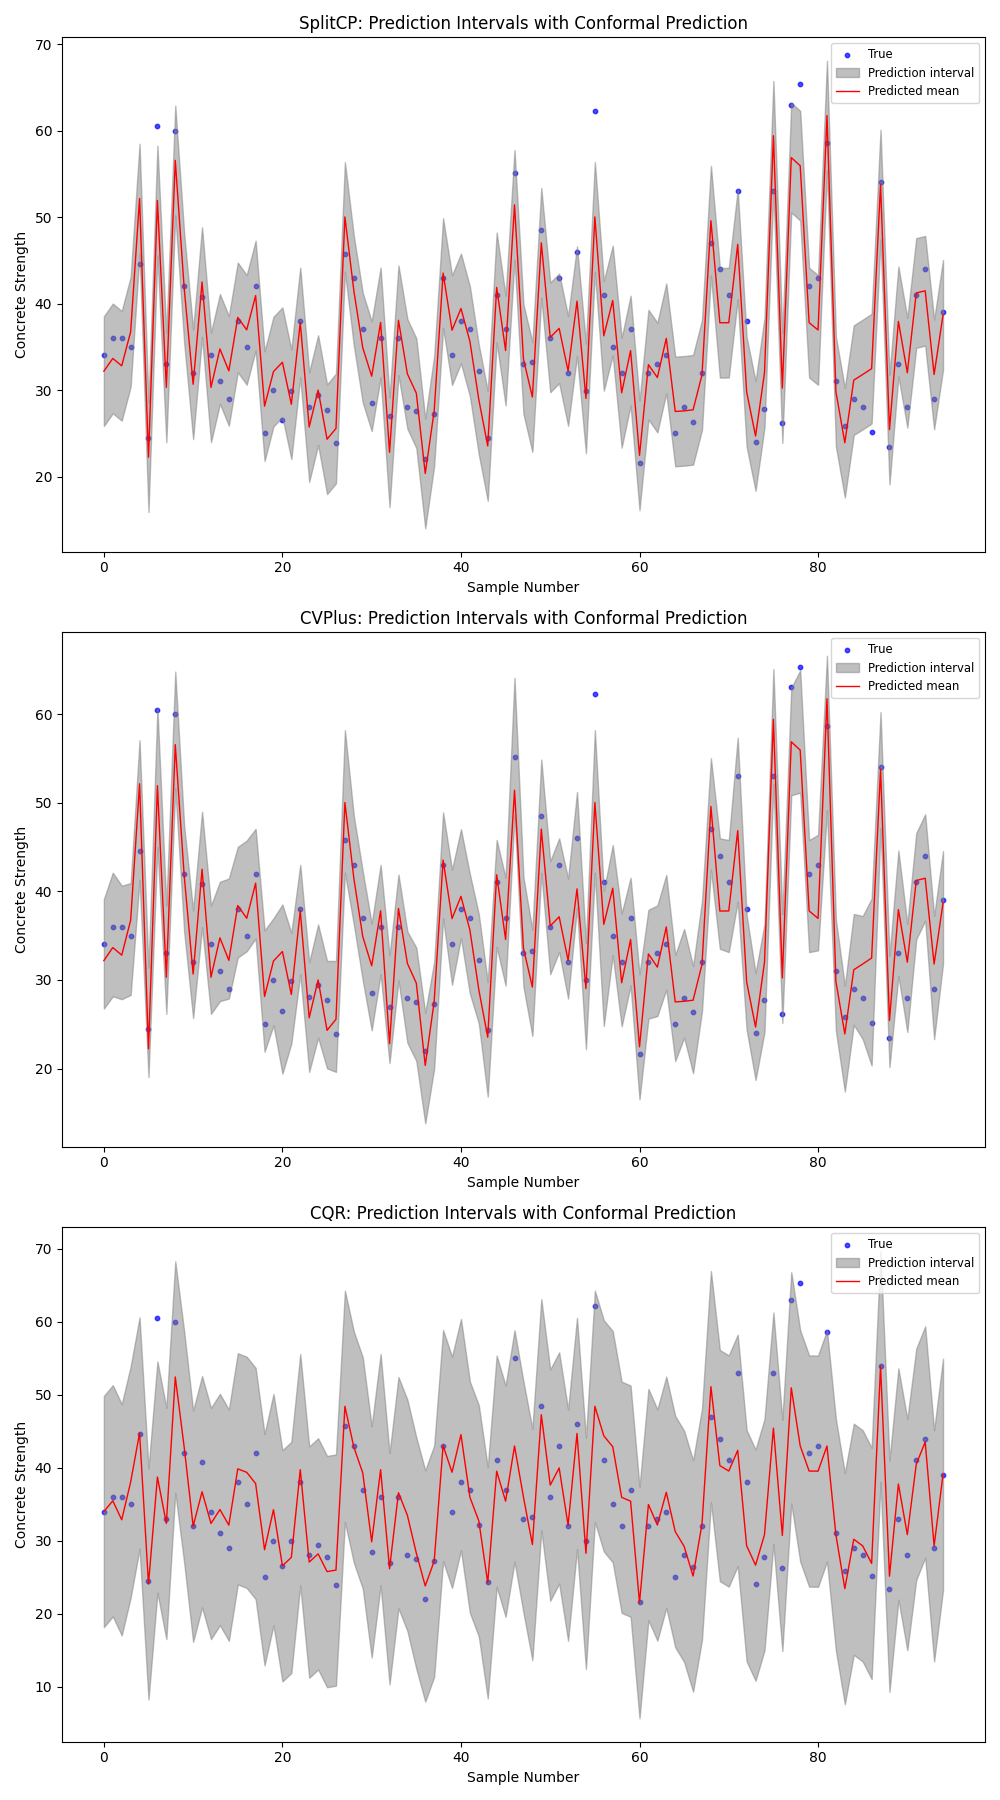 SplitCP: Prediction Intervals with Conformal Prediction
True
Prediction interval
Predicted mean
70
60
50
40
30
20
Concrete Strength
0 20 40 60 80
Sample Number
CVPlus: Prediction Intervals with Conformal Prediction
True
Prediction interval
Predicted mean
60
50
40
30
20
Concrete Strength
0 20 40 60 80
Sample Number
CQR: Prediction Intervals with Conformal Prediction
True
Prediction interval
Predicted mean
70
60
50
40
30
20
10
Concrete Strength
0 20 40 60 80
Sample Number